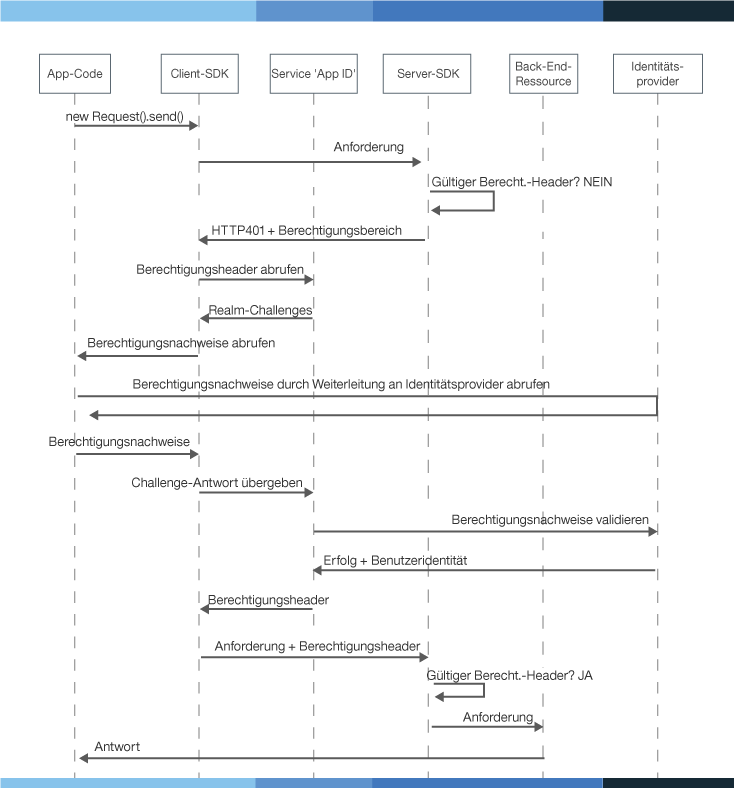 App-Code
Client-SDK
Service 'App ID'
Server-SDK
Back-End-
Ressource
Identitäts-
provider
new Request().send()
Anforderung
Gültiger Berecht.-Header? NEIN
HTTP401 + Berechtigungsbereich
Berechtigungsheader abrufen
Realm-Challenges
Berechtigungsnachweise abrufen
Berechtigungsnachweise durch Weiterleitung an Identitätsprovider abrufen
Berechtigungsnachweise
Challenge-Antwort übergeben
Berechtigungsnachweise validieren
Erfolg + Benutzeridentität
Berechtigungsheader
Anforderung + Berechtigungsheader
Gültiger Berecht.-Header? JA
Anforderung
Antwort